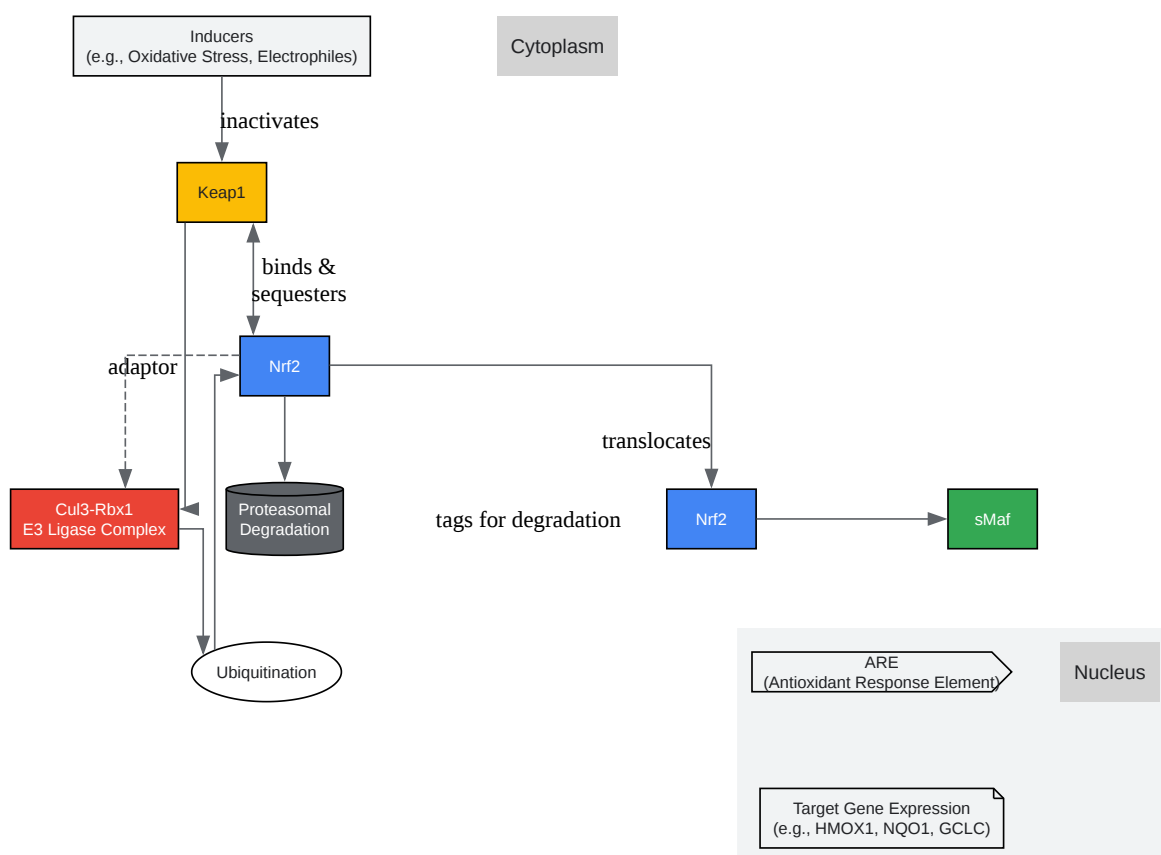 Inducers
(e.g., Oxidative Stress, Electrophiles)
Cytoplasm
inactivates
Keap1
binds &
sequesters
adaptor
Nrf2
translocates
Cul3-Rbx1
E3 Ligase Complex
Proteasomal
Degradation
tags for degradation
Nrf2
sMaf
Ubiquitination
ARE
(Antioxidant Response Element)
Nucleus
Target Gene Expression
(e.g., HMOX1, NQO1, GCLC)